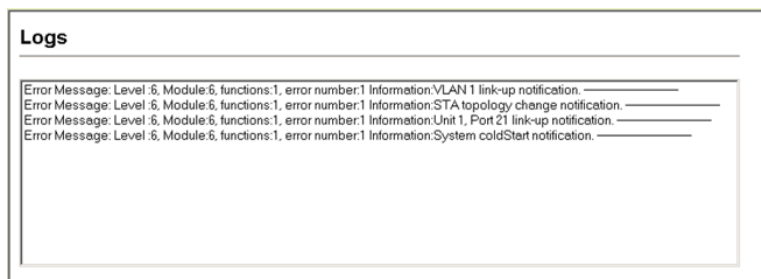 Logs
Error Message: Level :6, Module:6, functions:1, error number:1 Information:VLAN 1 link-up notification. ——————
Error Message: Level :6, Module:6, functions:1, error number:1 Information:STA topology change notification. ——————
Error Message: Level :6, Module:6, functions:1, error number:1 Information:Unit 1, Port 21 link-up notification. ——————
Error Message: Level :6, Module:6, functions:1, error number:1 Information:System coldStart notification. ——————